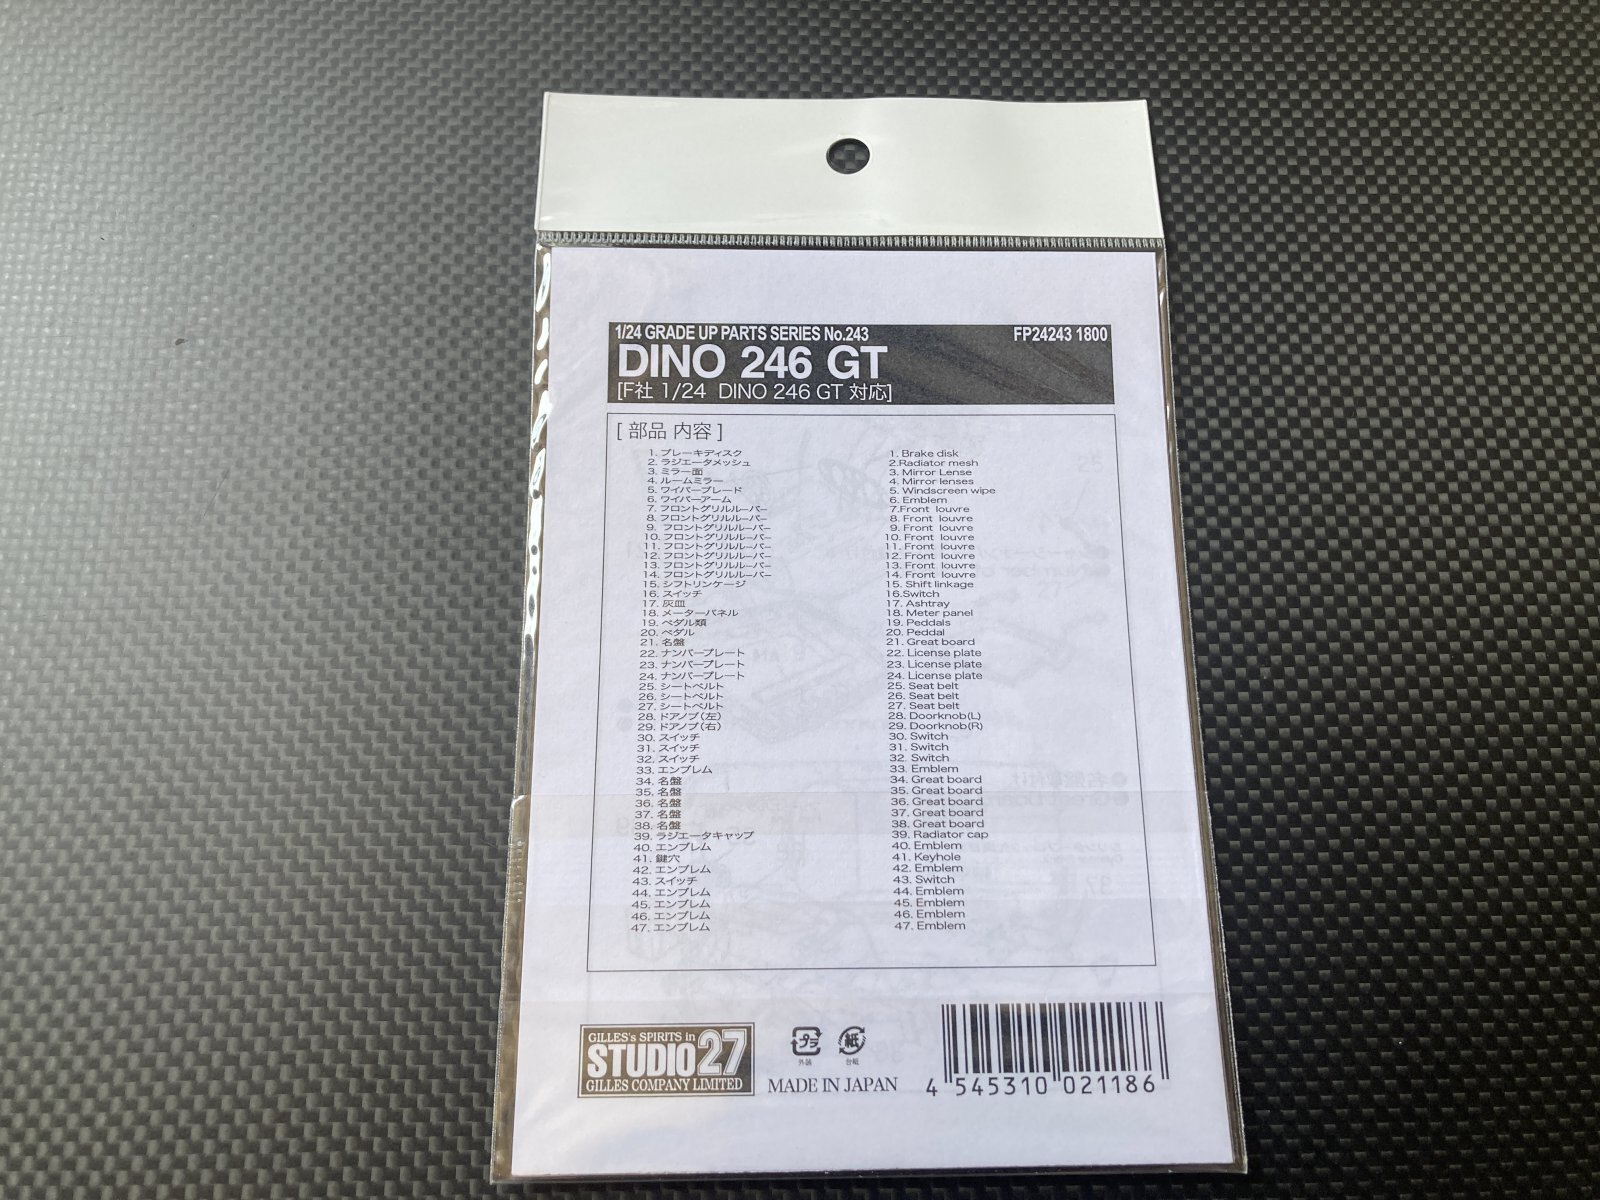 1/24 GRADE UP PARTS SERIES No.243 FP24243 1800
DINO 246 GT
[F社 1/24 DINO 246 GT 対応]
[ 部品 内容 ]
1. ブレーキディスク
2. ラジエータメッシュ
3. ミラー面
4. ルームミラー
5. ワイパーブレード
6. ワイパーアーム
7. フロントグリルルーバー
8. フロントグリルルーバー
9. フロントグリルルーバー
10. フロントグリルルーバー
11. フロントグリルルーバー
12. フロントグリルルーバー
13. フロントグリルルーバー
14. フロントグリルルーバー
15. シフトリンケージ
16. スイッチ
17. 灰皿
18. メーターパネル
19. ペダル類
20. ペダル
21. 名盤
22. ナンバープレート
23. ナンバープレート
24. ナンバープレート
25. シートベルト
26. シートベルト
27. シートベルト
28. ドアノブ(左)
29. ドアノブ(右)
30. スイッチ
31. スイッチ
32. スイッチ
33. エンブレム
34. 名盤
35. 名盤
36. 名盤
37. 名盤
38. 名盤
39. ラジエータキャップ
40. エンブレム
41. 鍵穴
42. エンブレム
43. スイッチ
44. エンブレム
45. エンブレム
46. エンブレム
47. エンブレム
1. Brake disk
2.Radiator mesh
3. Mirror Lense
4. Mirror lenses
5. Windscreen wipe
6. Emblem
7.Front louvre
8. Front louvre
9. Front louvre
10. Front louvre
11. Front louvre
12. Front louvre
13. Front louvre
14. Front louvre
15. Shift linkage
16.Switch
17. Ashtray
18. Meter panel
19. Peddals
20. Peddal
21. Great board
22. License plate
23. License plate
24. License plate
25. Seat belt
26. Seat belt
27. Seat belt
28. Doorknob(L)
29. Doorknob(R)
30. Switch
31. Switch
32. Switch
33. Emblem
34. Great board
35. Great board
36. Great board
37. Great board
38. Great board
39. Radiator cap
40. Emblem
41. Keyhole
42. Emblem
43. Switch
44. Emblem
45. Emblem
46. Emblem
47. Emblem
GILLES's SPIRITS in
STUDIO27
GILLES COMPANY LIMITED
プラ 紙
外装 台紙
MADE IN JAPAN
4 545310 021186